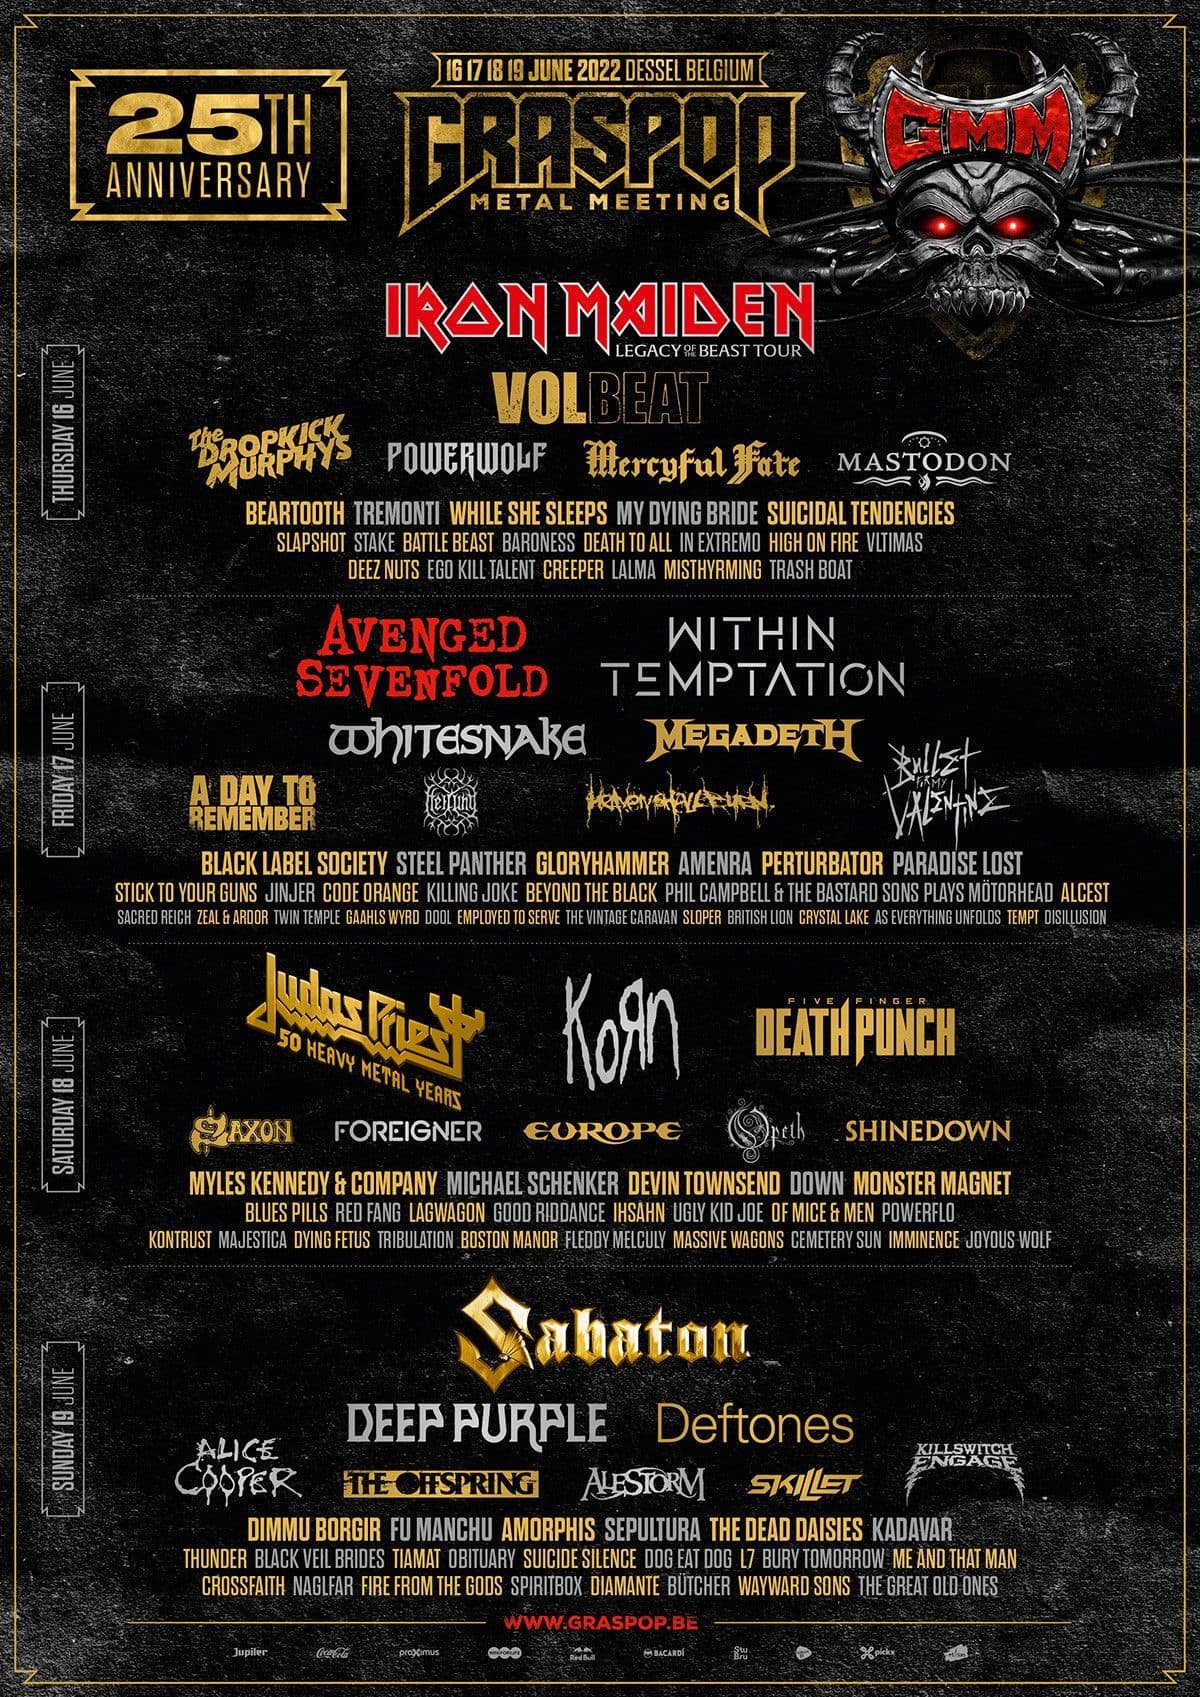 16 17 18 19 JUNE 2022 DESSEL BELGIUM
25TH
ANNIVERSARY
GRASPOP
METAL MEETING
GMM
THURSDAY 16 JUNE
IRON MAIDEN
LEGACY OF THE BEAST TOUR
VOLBEAT
The DROPKICK MURPHYS POWERWOLF Mercyful Fate MASTODON
BEARTOOTH TREMONTI WHILE SHE SLEEPS MY DYING BRIDE SUICIDAL TENDENCIES
SLAPSHOT STAKE BATTLE BEAST BARONESS DEATH TO ALL IN EXTREMO HIGH ON FIRE VLTIMAS
DEEZ NUTS EGO KILL TALENT CREEPER LALMA MISTHYRMING TRASH BOAT
FRIDAY 17 JUNE
AVENGED SEVENFOLD WITHIN TEMPTATION
WHITESNAKE MEGADETH
A DAY TO REMEMBER Heilung HEAVEN SHALL BURN BULLET FOR MY VALENTINE
BLACK LABEL SOCIETY STEEL PANTHER GLORYHAMMER AMENRA PERTURBATOR PARADISE LOST
STICK TO YOUR GUNS JINJER CODE ORANGE KILLING JOKE BEYOND THE BLACK PHIL CAMPBELL & THE BASTARD SONS PLAYS MÖTORHEAD ALCEST
SACRED REICH ZEAL & ARDOR TWIN TEMPLE GAAHLS WYRD DOOL EMPLOYED TO SERVE THE VINTAGE CARAVAN SLOPER BRITISH LION CRYSTAL LAKE AS EVERYTHING UNFOLDS TEMPT DISILLUSION
SATURDAY 18 JUNE
Judas Priest KoЯn FIVE FINGER DEATH PUNCH
50 HEAVY METAL YEARS
SAXON FOREIGNER EUROPE Opeth SHINEDOWN
MYLES KENNEDY & COMPANY MICHAEL SCHENKER DEVIN TOWNSEND DOWN MONSTER MAGNET
BLUES PILLS RED FANG LAGWAGON GOOD RIDDANCE IHSAHN UGLY KID JOE OF MICE & MEN POWERFLO
KONTRUST MAJESTICA DYING FETUS TRIBULATION BOSTON MANOR FLEDDY MELCULY MASSIVE WAGONS CEMETERY SUN IMMINENCE JOYOUS WOLF
SUNDAY 19 JUNE
Sabaton
DEEP PURPLE Deftones
ALICE COOPER THE OFFSPRING ALESTORM SKILLET KILLSWITCH ENGAGE
DIMMU BORGIR FU MANCHU AMORPHIS SEPULTURA THE DEAD DAISIES KADAVAR
THUNDER BLACK VEIL BRIDES TIAMAT OBITUARY SUICIDE SILENCE DOG EAT DOG L7 BURY TOMORROW ME AND THAT MAN
CROSSFAITH NAGLFAR FIRE FROM THE GODS SPIRITBOX DIAMANTE BÜTCHER WAYWARD SONS THE GREAT OLD ONES
WWW.GRASPOP.BE
Jupiler Coca-Cola proximus Red Bull BACARDÍ Stu Bru pickx